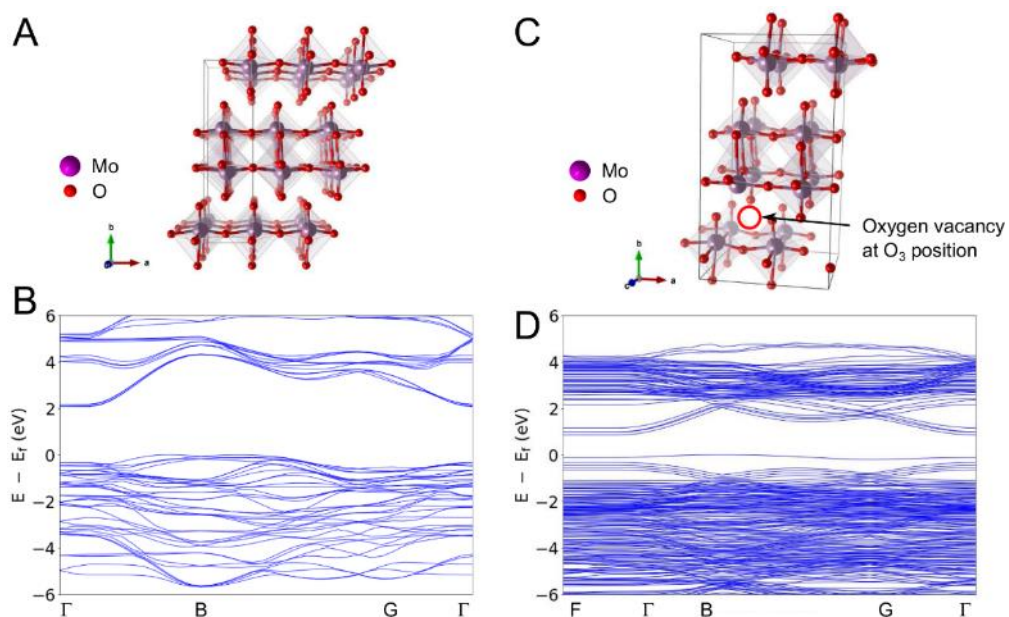 A
Mo
O
b
a
C
Mo
O
Oxygen vacancy
at O3 position
b
c
a
B
E − Ef (eV)
6
4
2
0
−2
−4
−6
Γ B G Γ
D
E − Ef (eV)
6
4
2
0
−2
−4
−6
F Γ B G Γ